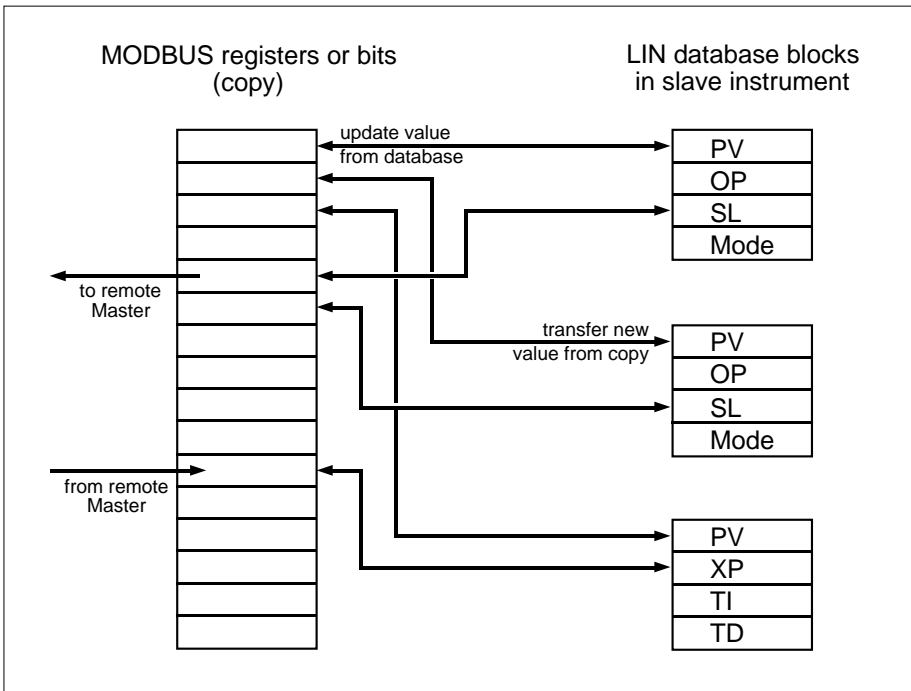 MODBUS registers or bits
(copy)
LIN database blocks
in slave instrument
update value
from database
PV
OP
SL
Mode
to remote
Master
transfer new
value from copy
PV
OP
SL
Mode
from remote
Master
PV
XP
TI
TD